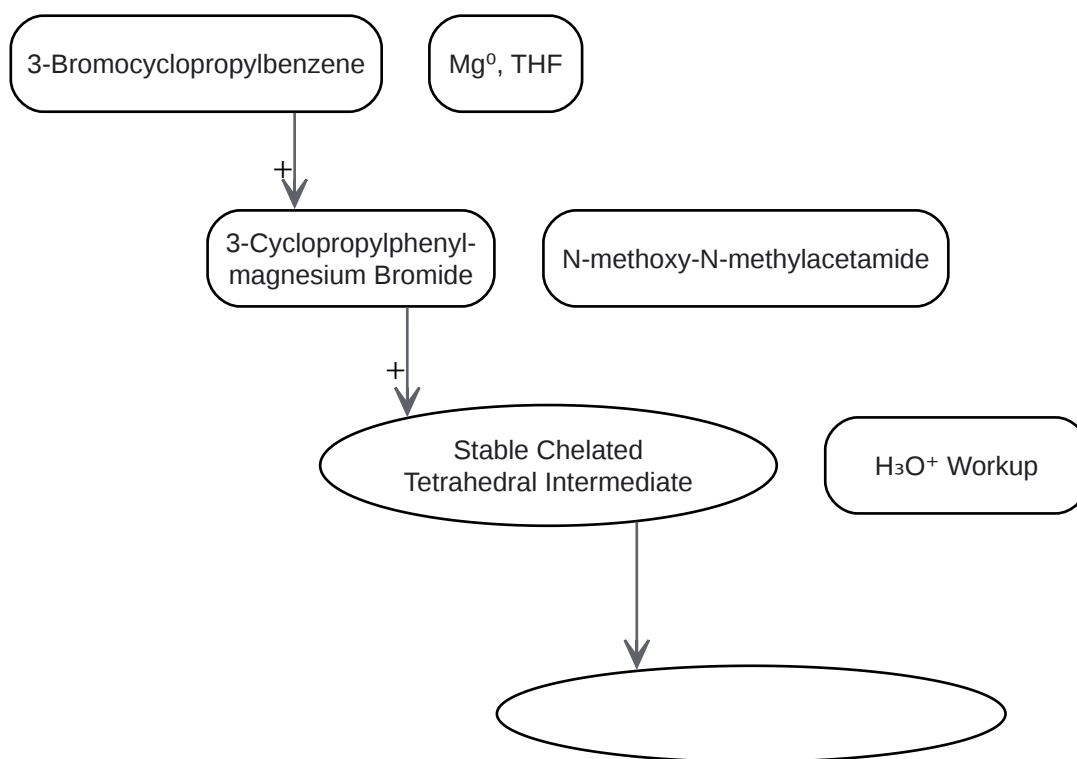 3-Bromocyclopropylbenzene
Mg⁰, THF
+
3-Cyclopropylphenyl-
magnesium Bromide
N-methoxy-N-methylacetamide
+
Stable Chelated
Tetrahedral Intermediate
H₃O⁺ Workup